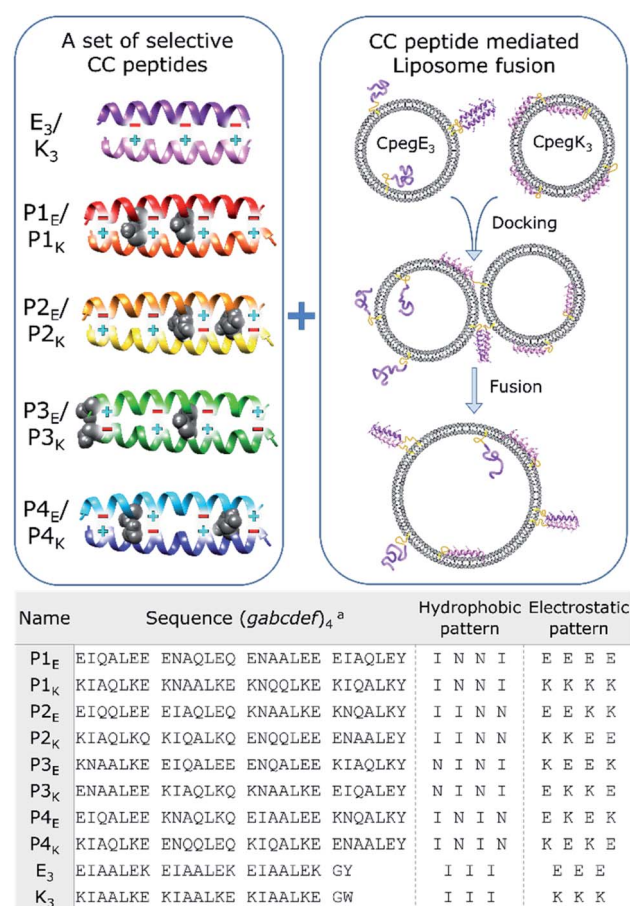 A set of selective
CC peptides
E3/
K3
P1E/
P1K
P2E/
P2K
P3E/
P3K
P4E/
P4K
+
CC peptide mediated
Liposome fusion
CpegE3
CpegK3
Docking
Fusion
Name Sequence (gabcdef)4 a Hydrophobic pattern Electrostatic pattern
P1E EIQALEE ENAQLEQ ENAALEE EIAQLEY I N N I E E E E
P1K KIAQLKE KNAALKE KNQQLKE KIQALKY I N N I K K K K
P2E EIQQLEE EIAQLEQ KNAALKE KNQALKY I I N N E E K K
P2K KIAQLKQ KIQALKQ ENQQLEE ENAALEY I I N N K K E E
P3E KNAALKE EIQALEE ENQALEE KIAQLKY N I N I K E E K
P3K ENAALEE KIAQLKQ KNAALKE EIQALEY N I N I E K K E
P4E EIQALEE KNAQLKQ EIAALEE KNQALKY I N I N E K E K
P4K KIAQLKE ENQQLEQ KIQALKE ENAALEY I N I N K E K E
E3 EIAALEK EIAALEK EIAALEK GY I I I E E E
K3 KIAALKE KIAALKE KIAALKE GW I I I K K K